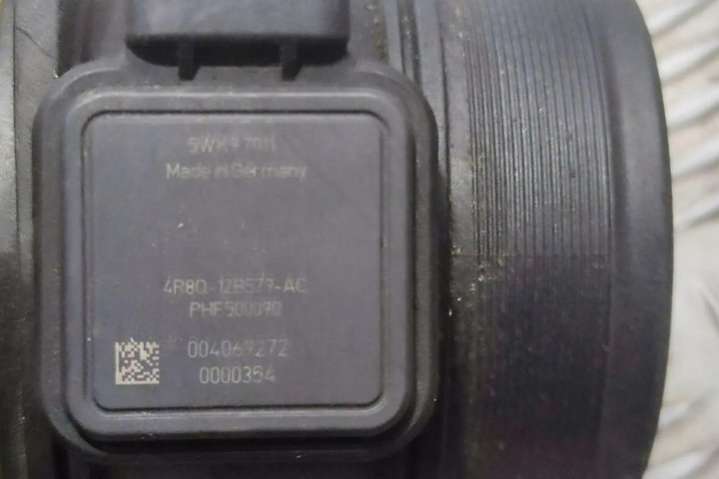 5WK9 7011
Made in Germany
4R8Q-12B579-AC
PHF500090
004069272
0000354